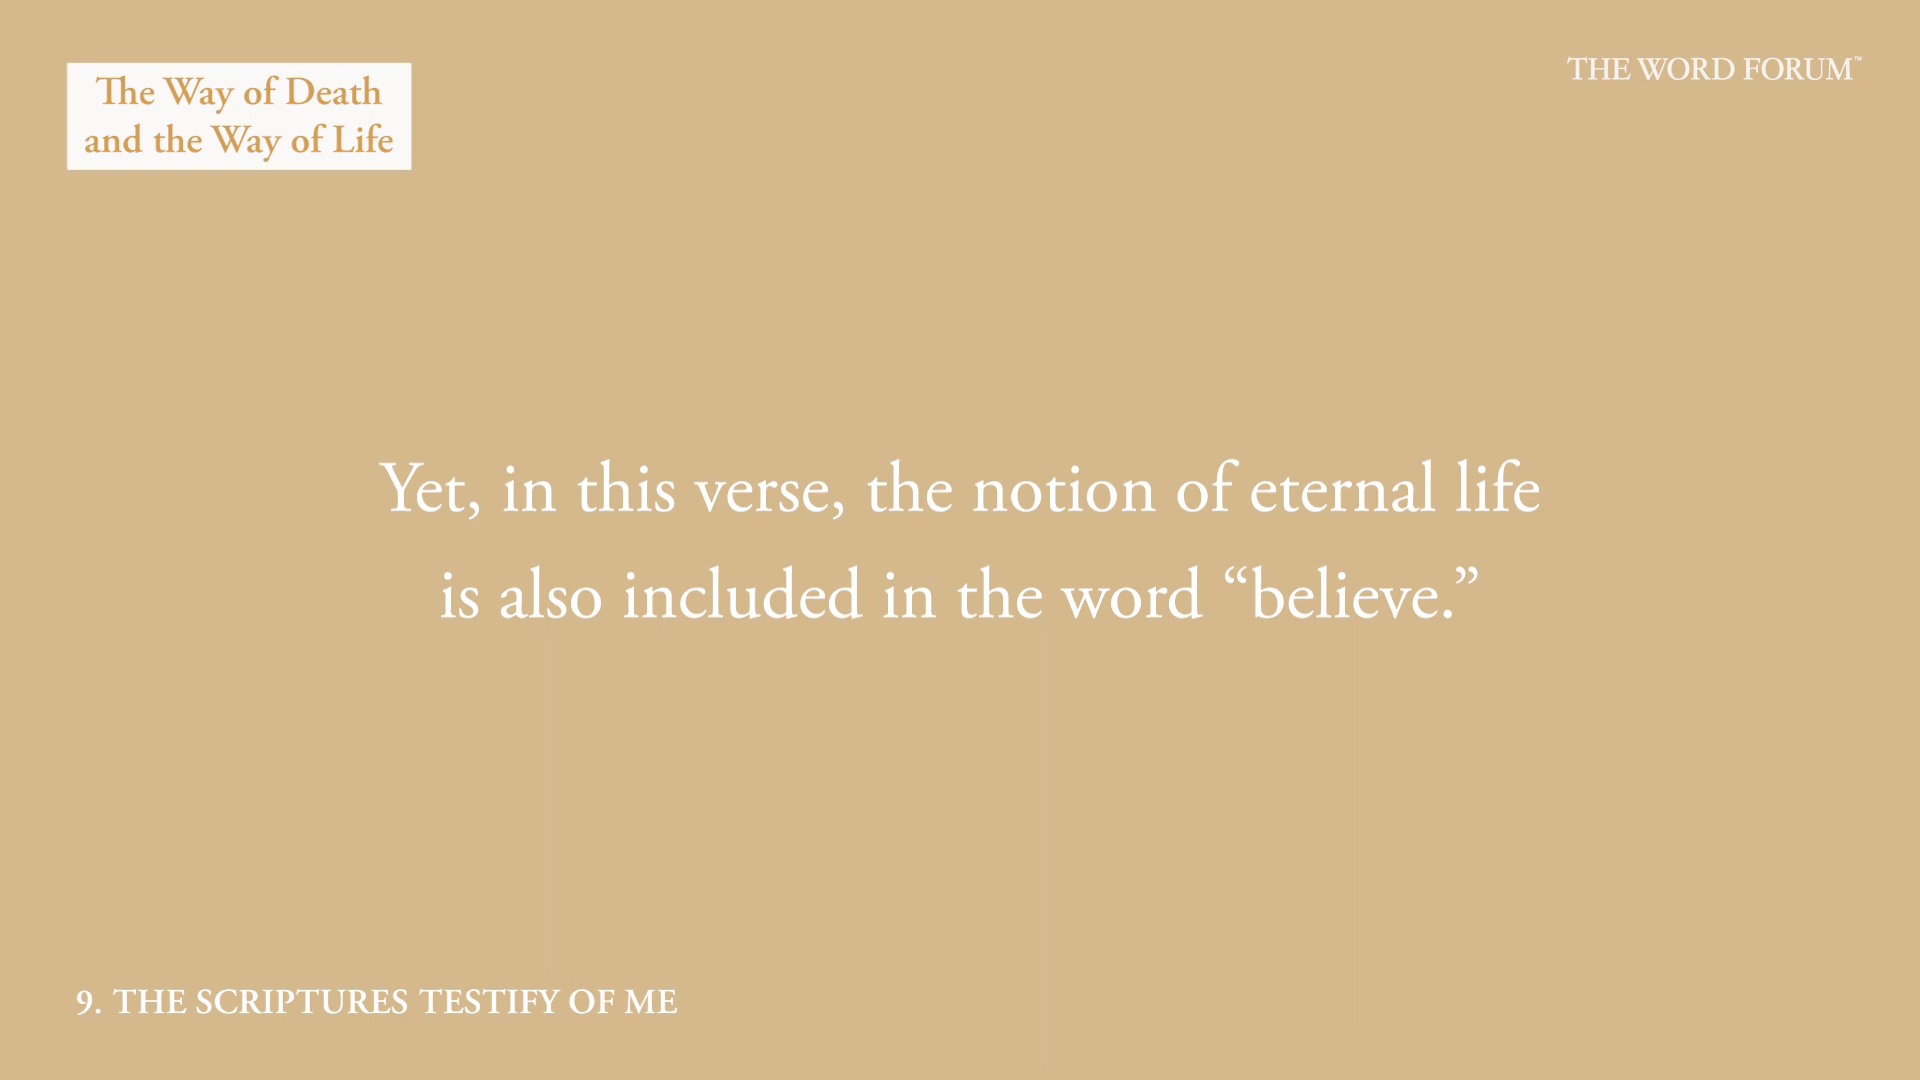 The Way of Death
and the Way of Life
THE WORD FORUM™
Yet, in this verse, the notion of eternal life
is also included in the word “believe.”
9. THE SCRIPTURES TESTIFY OF ME